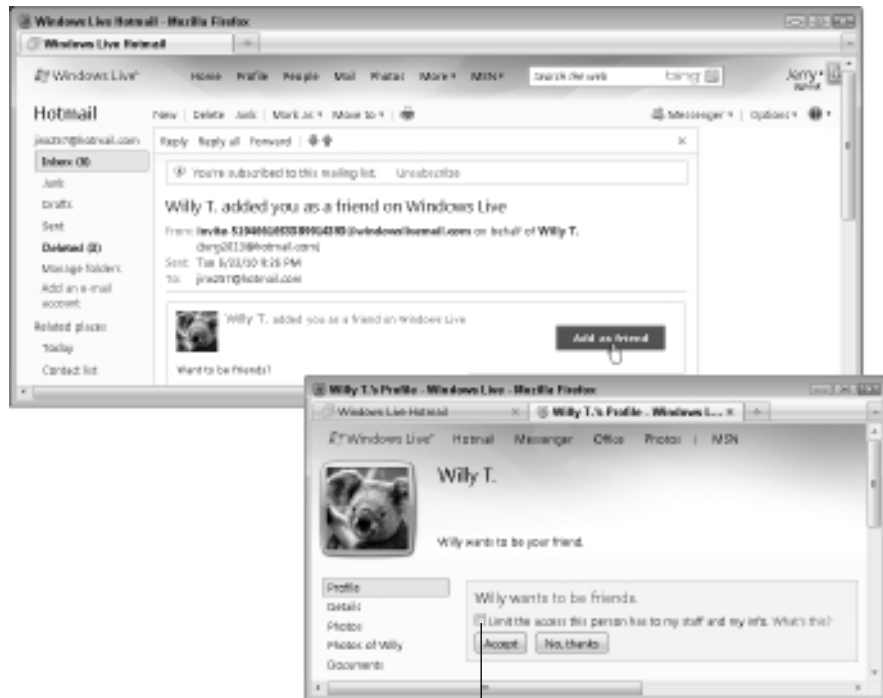 Windows Live Hotmail - Mozilla Firefox
Windows Live Hotmail
Windows Live Home Profile People Mail Photos More MSN Search the web bing Jerry
Hotmail New | Delete Junk | Mark as Move to Messenger | Options
Reply Reply all Forward
Inbox
You're subscribed to this mailing list. Unsubscribe
Junk
Drafts
Willy T. added you as a friend on Windows Live
Sent
on behalf of Willy T.
Deleted (2)
Sent: Tue 9:25 PM
Manage folders
To:
Add an e-mail account
Related places
Willy T. added you as a friend on Windows Live
Add as friend
Today
Contact list
Want to be friends?
Willy T.'s Profile - Windows Live - Mozilla Firefox
Windows Live Hotmail Willy T.'s Profile - Windows L...
Windows Live Hotmail Messenger Office Photos | MSN
Willy T.
Willy wants to be your friend.
Profile
Details
Photos
Photos of Willy
Documents
Willy wants to be friends.
Limit the access this person has to my stuff and my info. What's this?
Accept No, thanks